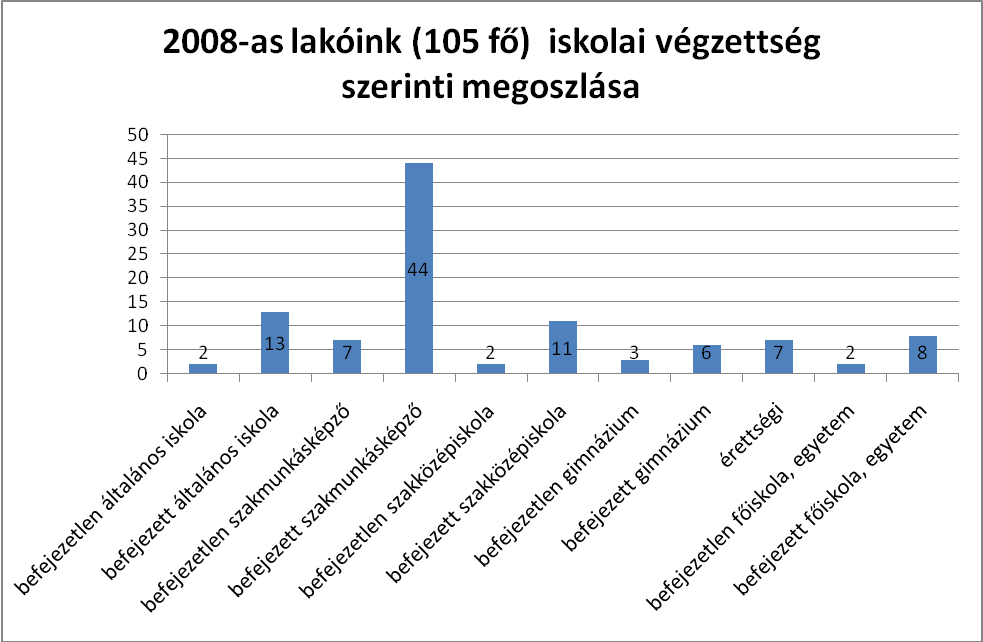 2008-as lakóink (105 fő) iskolai végzettség
szerinti megoszlása
50
45
40
35
30
25
20
15
10
5
0
2
13
7
44
2
11
3
6
7
2
8
befejezetlen általános iskola
befejezett általános iskola
befejezetlen szakmunkásképző
befejezett szakmunkásképző
befejezetlen szakközépiskola
befejezett szakközépiskola
befejezetlen gimnázium
befejezett gimnázium
érettségi
befejezetlen főiskola, egyetem
befejezett főiskola, egyetem